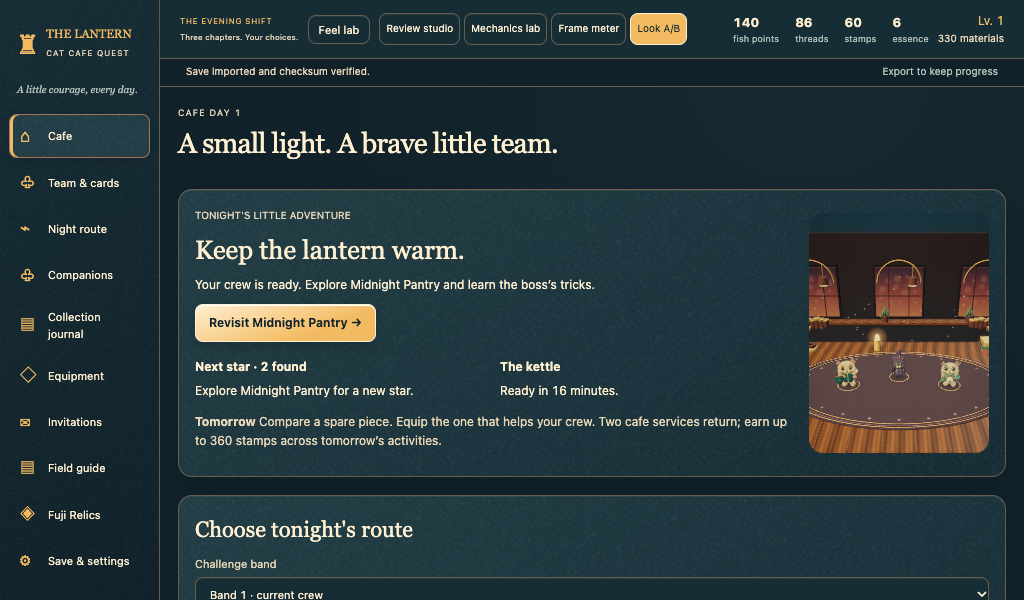 THE LANTERN
CAT CAFE QUEST
A little courage, every day.
Cafe
Team & cards
Night route
Companions
Collection
journal
Equipment
Invitations
Field guide
Fuji Relics
Save & settings
THE EVENING SHIFT
Three chapters. Your choices.
Feel lab
Review studio
Mechanics lab
Frame meter
Look A/B
140
fish points
86
threads
60
stamps
6
essence
Lv. 1
330 materials
Save imported and checksum verified.
Export to keep progress
CAFE DAY 1
A small light. A brave little team.
TONIGHT'S LITTLE ADVENTURE
Keep the lantern warm.
Your crew is ready. Explore Midnight Pantry and learn the boss's tricks.
Revisit Midnight Pantry →
Next star · 2 found
Explore Midnight Pantry for a new star.
The kettle
Ready in 16 minutes.
Tomorrow Compare a spare piece. Equip the one that helps your crew. Two cafe services return; earn up
to 360 stamps across tomorrow's activities.
Choose tonight's route
Challenge band
Band 1 · current crew